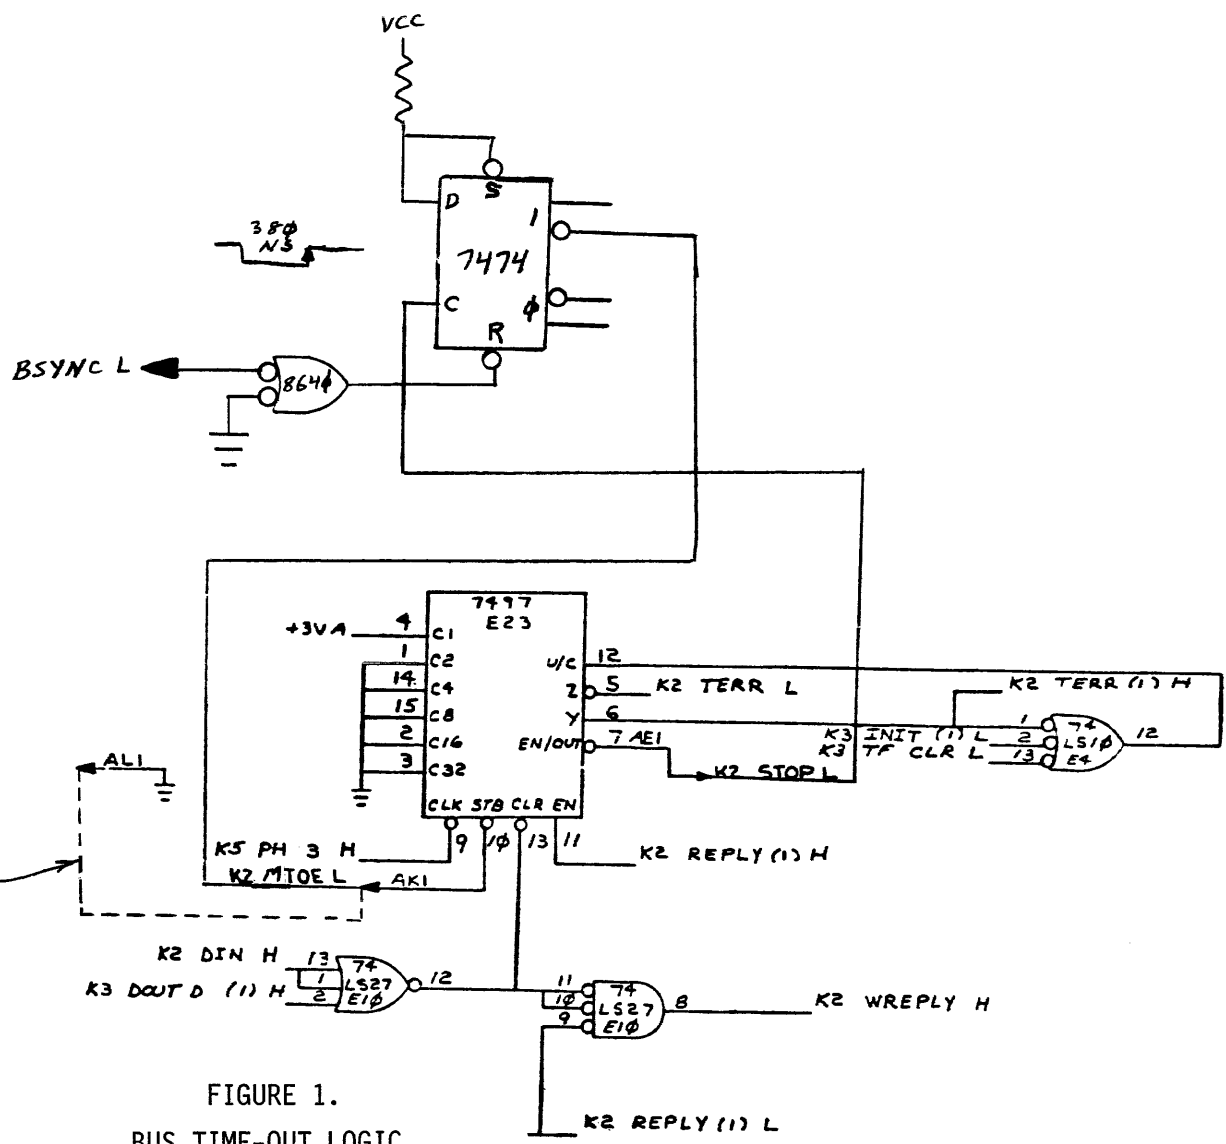 VCC
S
D
1
380
NS
7474
C
φ
R
BSYNC L
8640
7497
E23
+3VA
4
C1
1
C2
U/C
12
14
C4
Z
5
K2 TERR L
K2 TERR (1) H
15
C8
Y
6
1
74
2
C16
K3 INIT (1) L
2
LS10
12
EN/OUT
7
AE1
K3 TF CLR L
13
E4
3
C32
K2 STOP L
AL1
CLK
STB
CLR
EN
9
10
13
11
K5 PH 3 H
K2 REPLY (1) H
K2 MTOE L
AK1
K2 DIN H
13
74
1
LS27
12
11
74
K3 DOUT D (1) H
2
E10
10
LS27
8
K2 WREPLY H
9
E10
FIGURE 1.
K2 REPLY (1) L
BUS TIME-OUT LOGIC